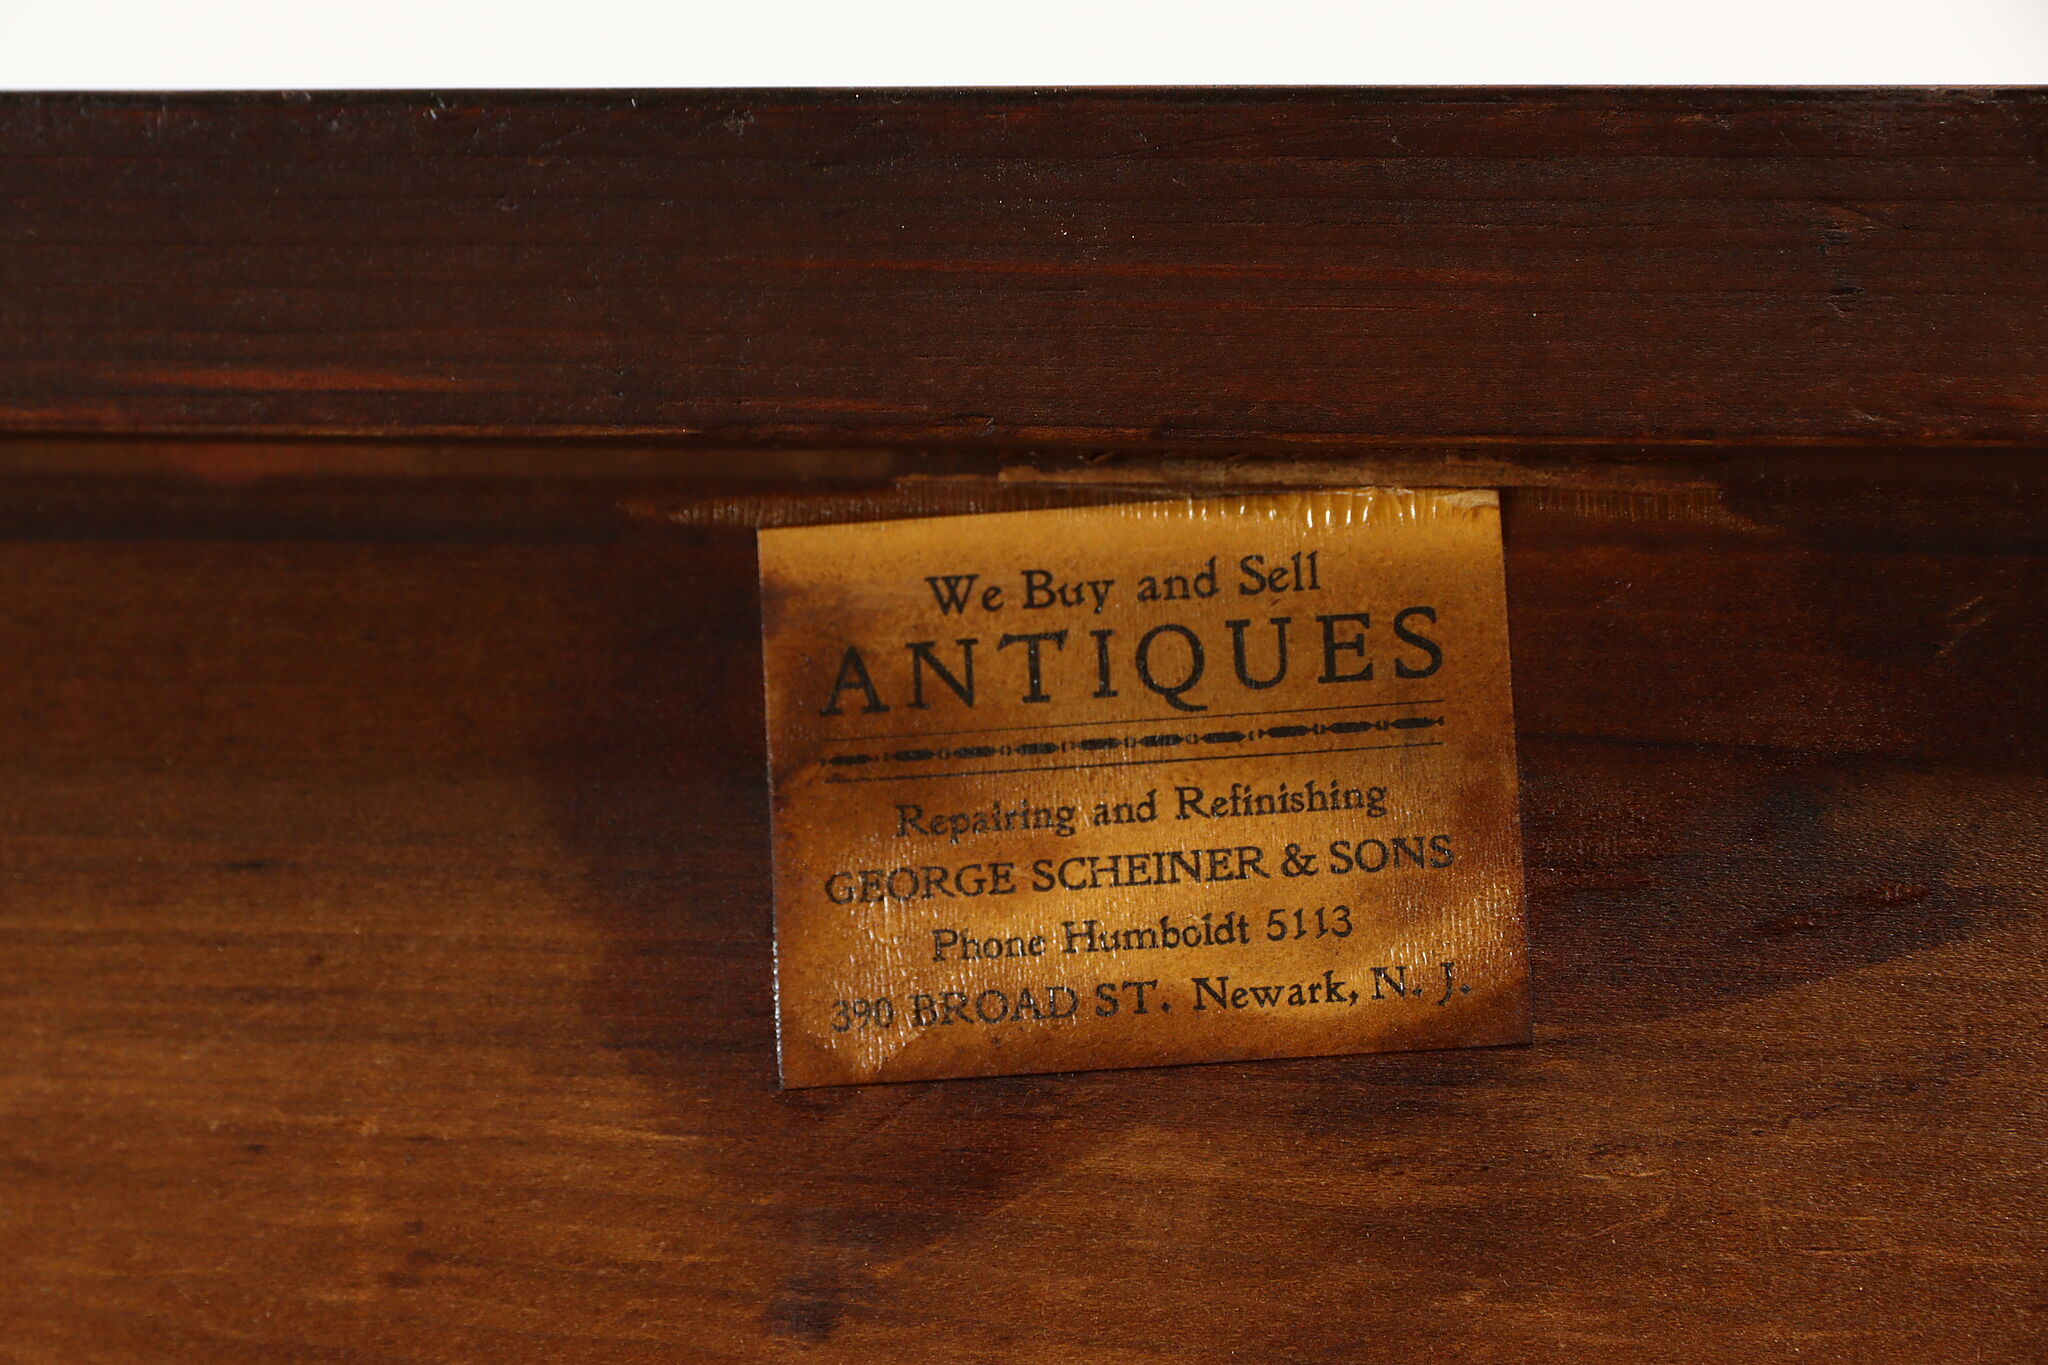 We Buy and Sell
ANTIQUES
Repairing and Refinishing
GEORGE SCHEINER & SONS
Phone Humboldt 5113
390 BROAD ST. Newark, N. J.